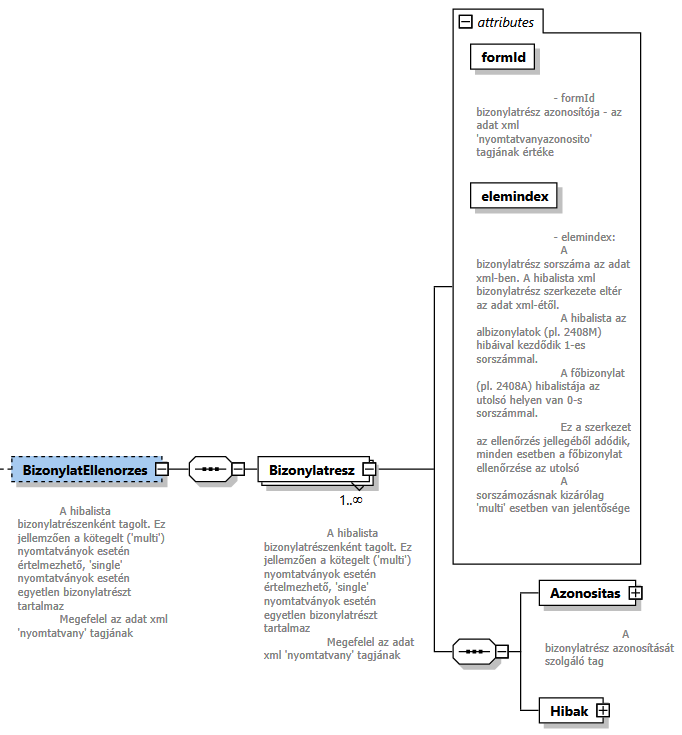 attributes
formId
- formId
bizonylatrész azonosítója - az
adat xml
'nyomtatvanyazonosito'
tagjának értéke
elemindex
- elemindex:
A
bizonylatrész sorszáma az adat
xml-ben. A hibalista xml
bizonylatrész szerkezete eltér
az adat xml-étől.
A hibalista az
albizonylatok (pl. 2408M)
hibáival kezdődik 1-es
sorszámmal.
A főbizonylat
(pl. 2408A) hibalistája az
utolsó helyen van 0-s
sorszámmal.
Ez a szerkezet
az ellenőrzés jellegéből adódik,
minden esetben a főbizonylat
ellenőrzése az utolsó
A
sorszámozásnak kizárólag
'multi' esetben van jelentősége
BizonylatEllenorzes
A hibalista
bizonylatrészenként tagolt. Ez
jellemzően a kötegelt ('multi')
nyomtatványok esetén
értelmezhető, 'single'
nyomtatványok esetén
egyetlen bizonylatrészt
tartalmaz
Megefelel az adat xml
'nyomtatvany' tagjának
Bizonylatresz
1..∞
A hibalista
bizonylatrészenként tagolt. Ez
jellemzően a kötegelt ('multi')
nyomtatványok esetén
értelmezhető, 'single'
nyomtatványok esetén
egyetlen bizonylatrészt
tartalmaz
Megefelel az adat
xml 'nyomtatvany' tagjának
Azonositas
A
bizonylatrész azonosítását
szolgáló tag
Hibak